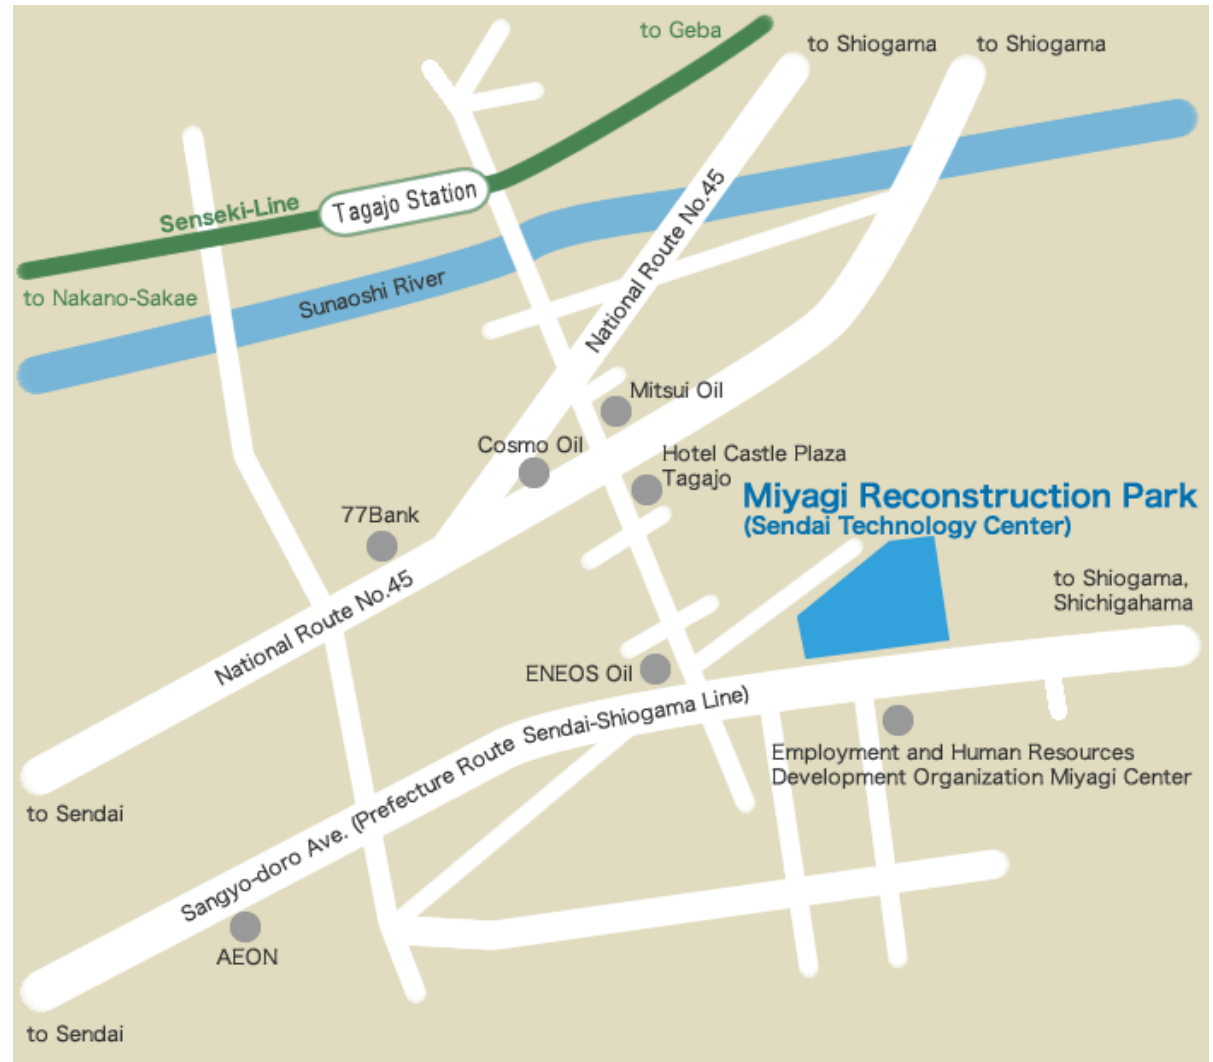 to Geba
to Shiogama
to Shiogama
Senseki-Line
Tagajo Station
to Nakano-Sakae
Sunaoshi River
National Route No.45
Mitsui Oil
Cosmo Oil
Hotel Castle Plaza
Tagajo
Miyagi Reconstruction Park
(Sendai Technology Center)
77Bank
National Route No.45
to Shiogama,
Shichigahama
ENEOS Oil
Sangyo-doro Ave. (Prefecture Route Sendai-Shiogama Line)
Employment and Human Resources
Development Organization Miyagi Center
to Sendai
AEON
to Sendai